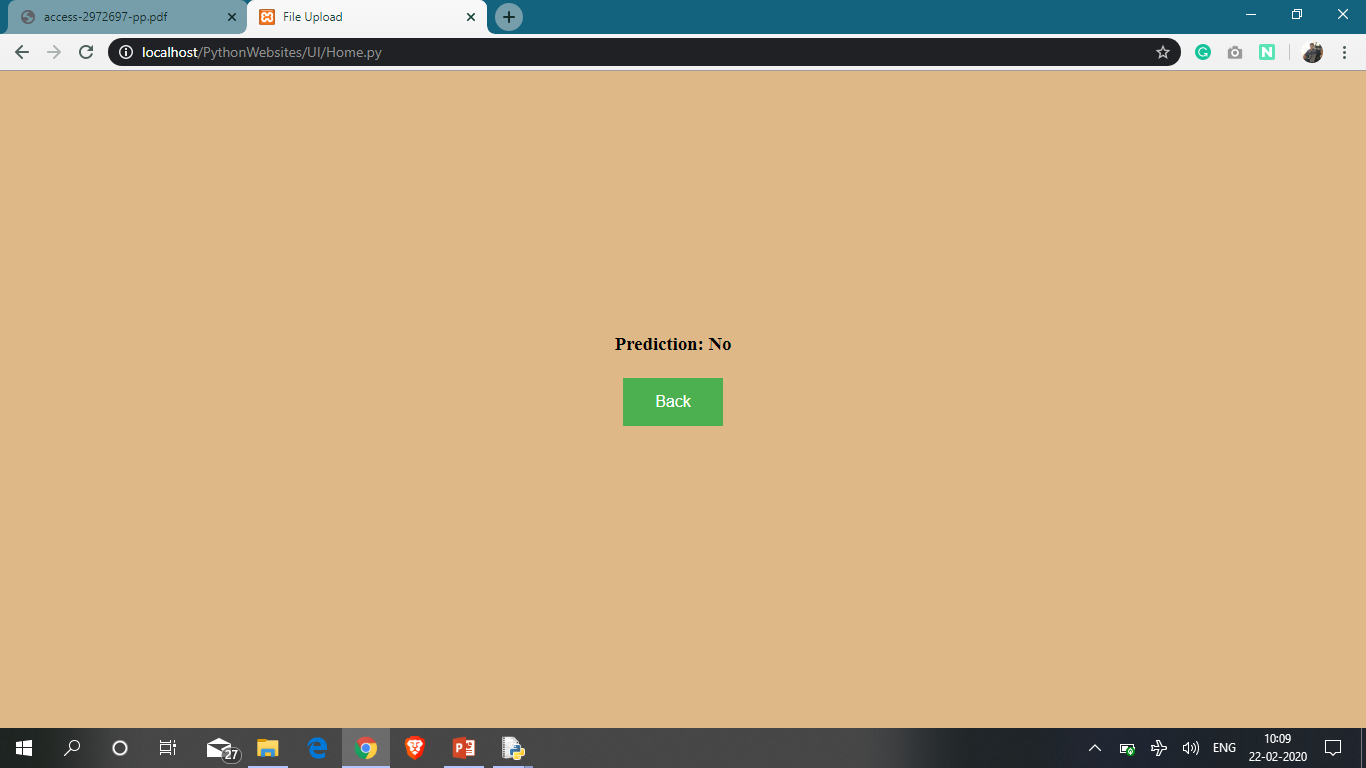 access-2972697-pp.pdf
File Upload
localhost/PythonWebsites/UI/Home.py
Prediction: No
Back
27
ENG
10:09
22-02-2020